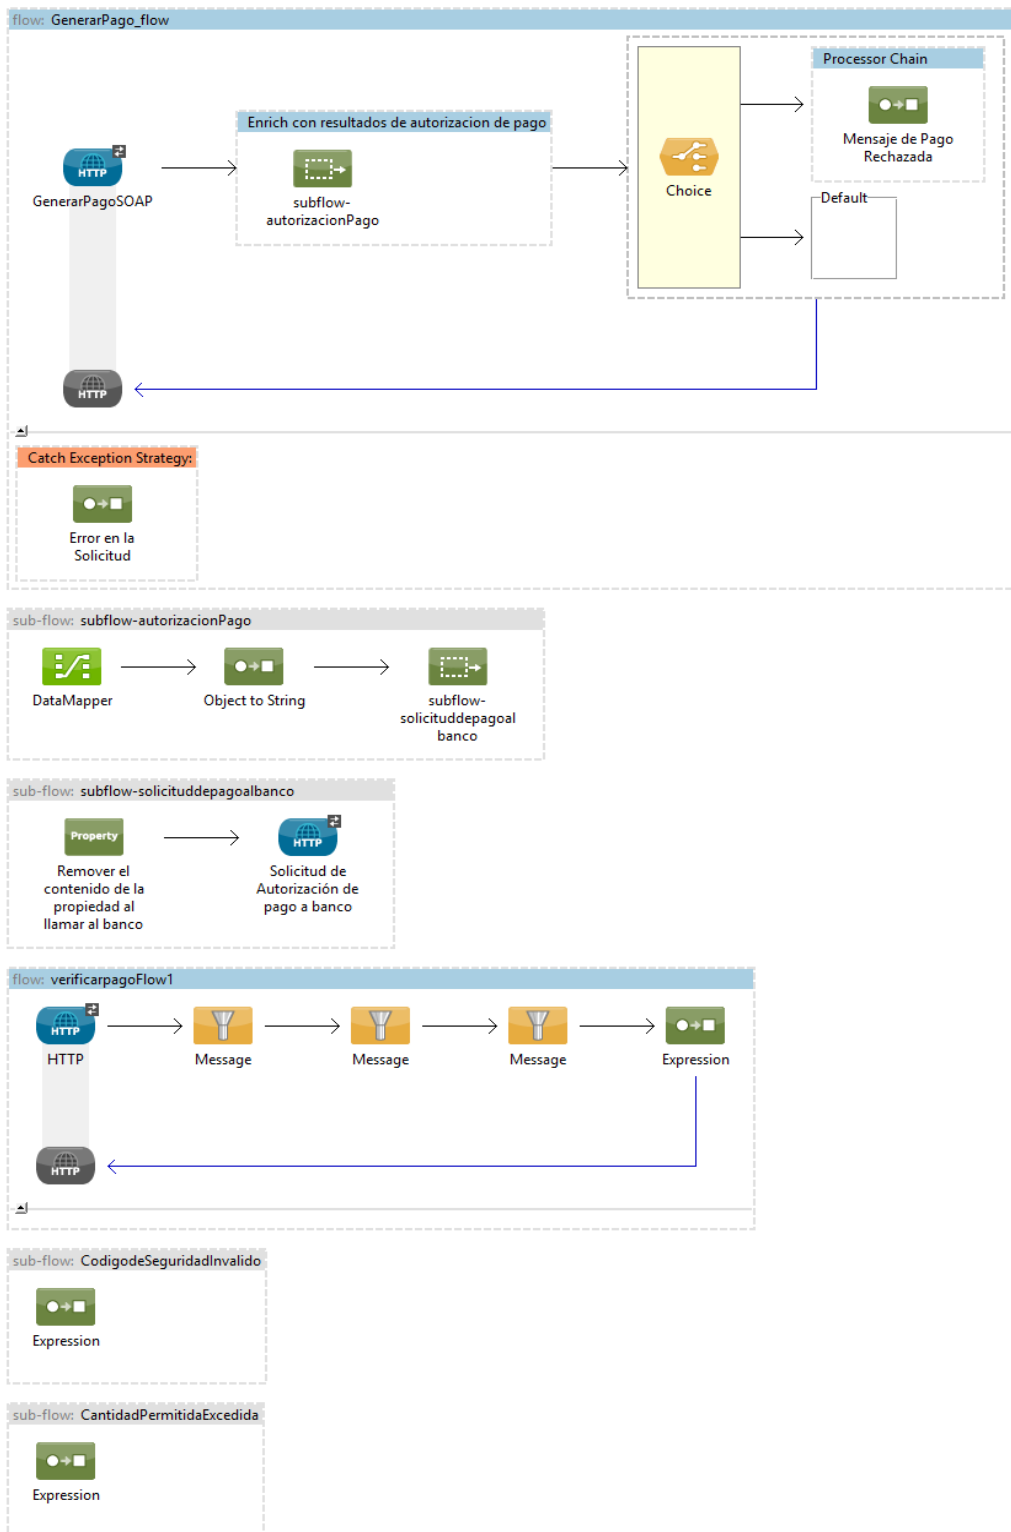 flow: GenerarPago_flow
Enrich con resultados de autorizacion de pago
Processor Chain
HTTP
GenerarPagoSOAP
subflow-
autorizacionPago
Choice
Mensaje de Pago
Rechazada
Default
HTTP
Catch Exception Strategy:
Error en la
Solicitud
sub-flow: subflow-autorizacionPago
DataMapper
Object to String
subflow-
solicituddepagoal
banco
sub-flow: subflow-solicituddepagoalbanco
Property
HTTP
Remover el
contenido de la
propiedad al
llamar al banco
Solicitud de
Autorización de
pago a banco
flow: verificarpagoFlow1
HTTP
HTTP
Message
Message
Message
Expression
HTTP
sub-flow: CodigodeSeguridadInvalido
Expression
sub-flow: CantidadPermitidaExcedida
Expression